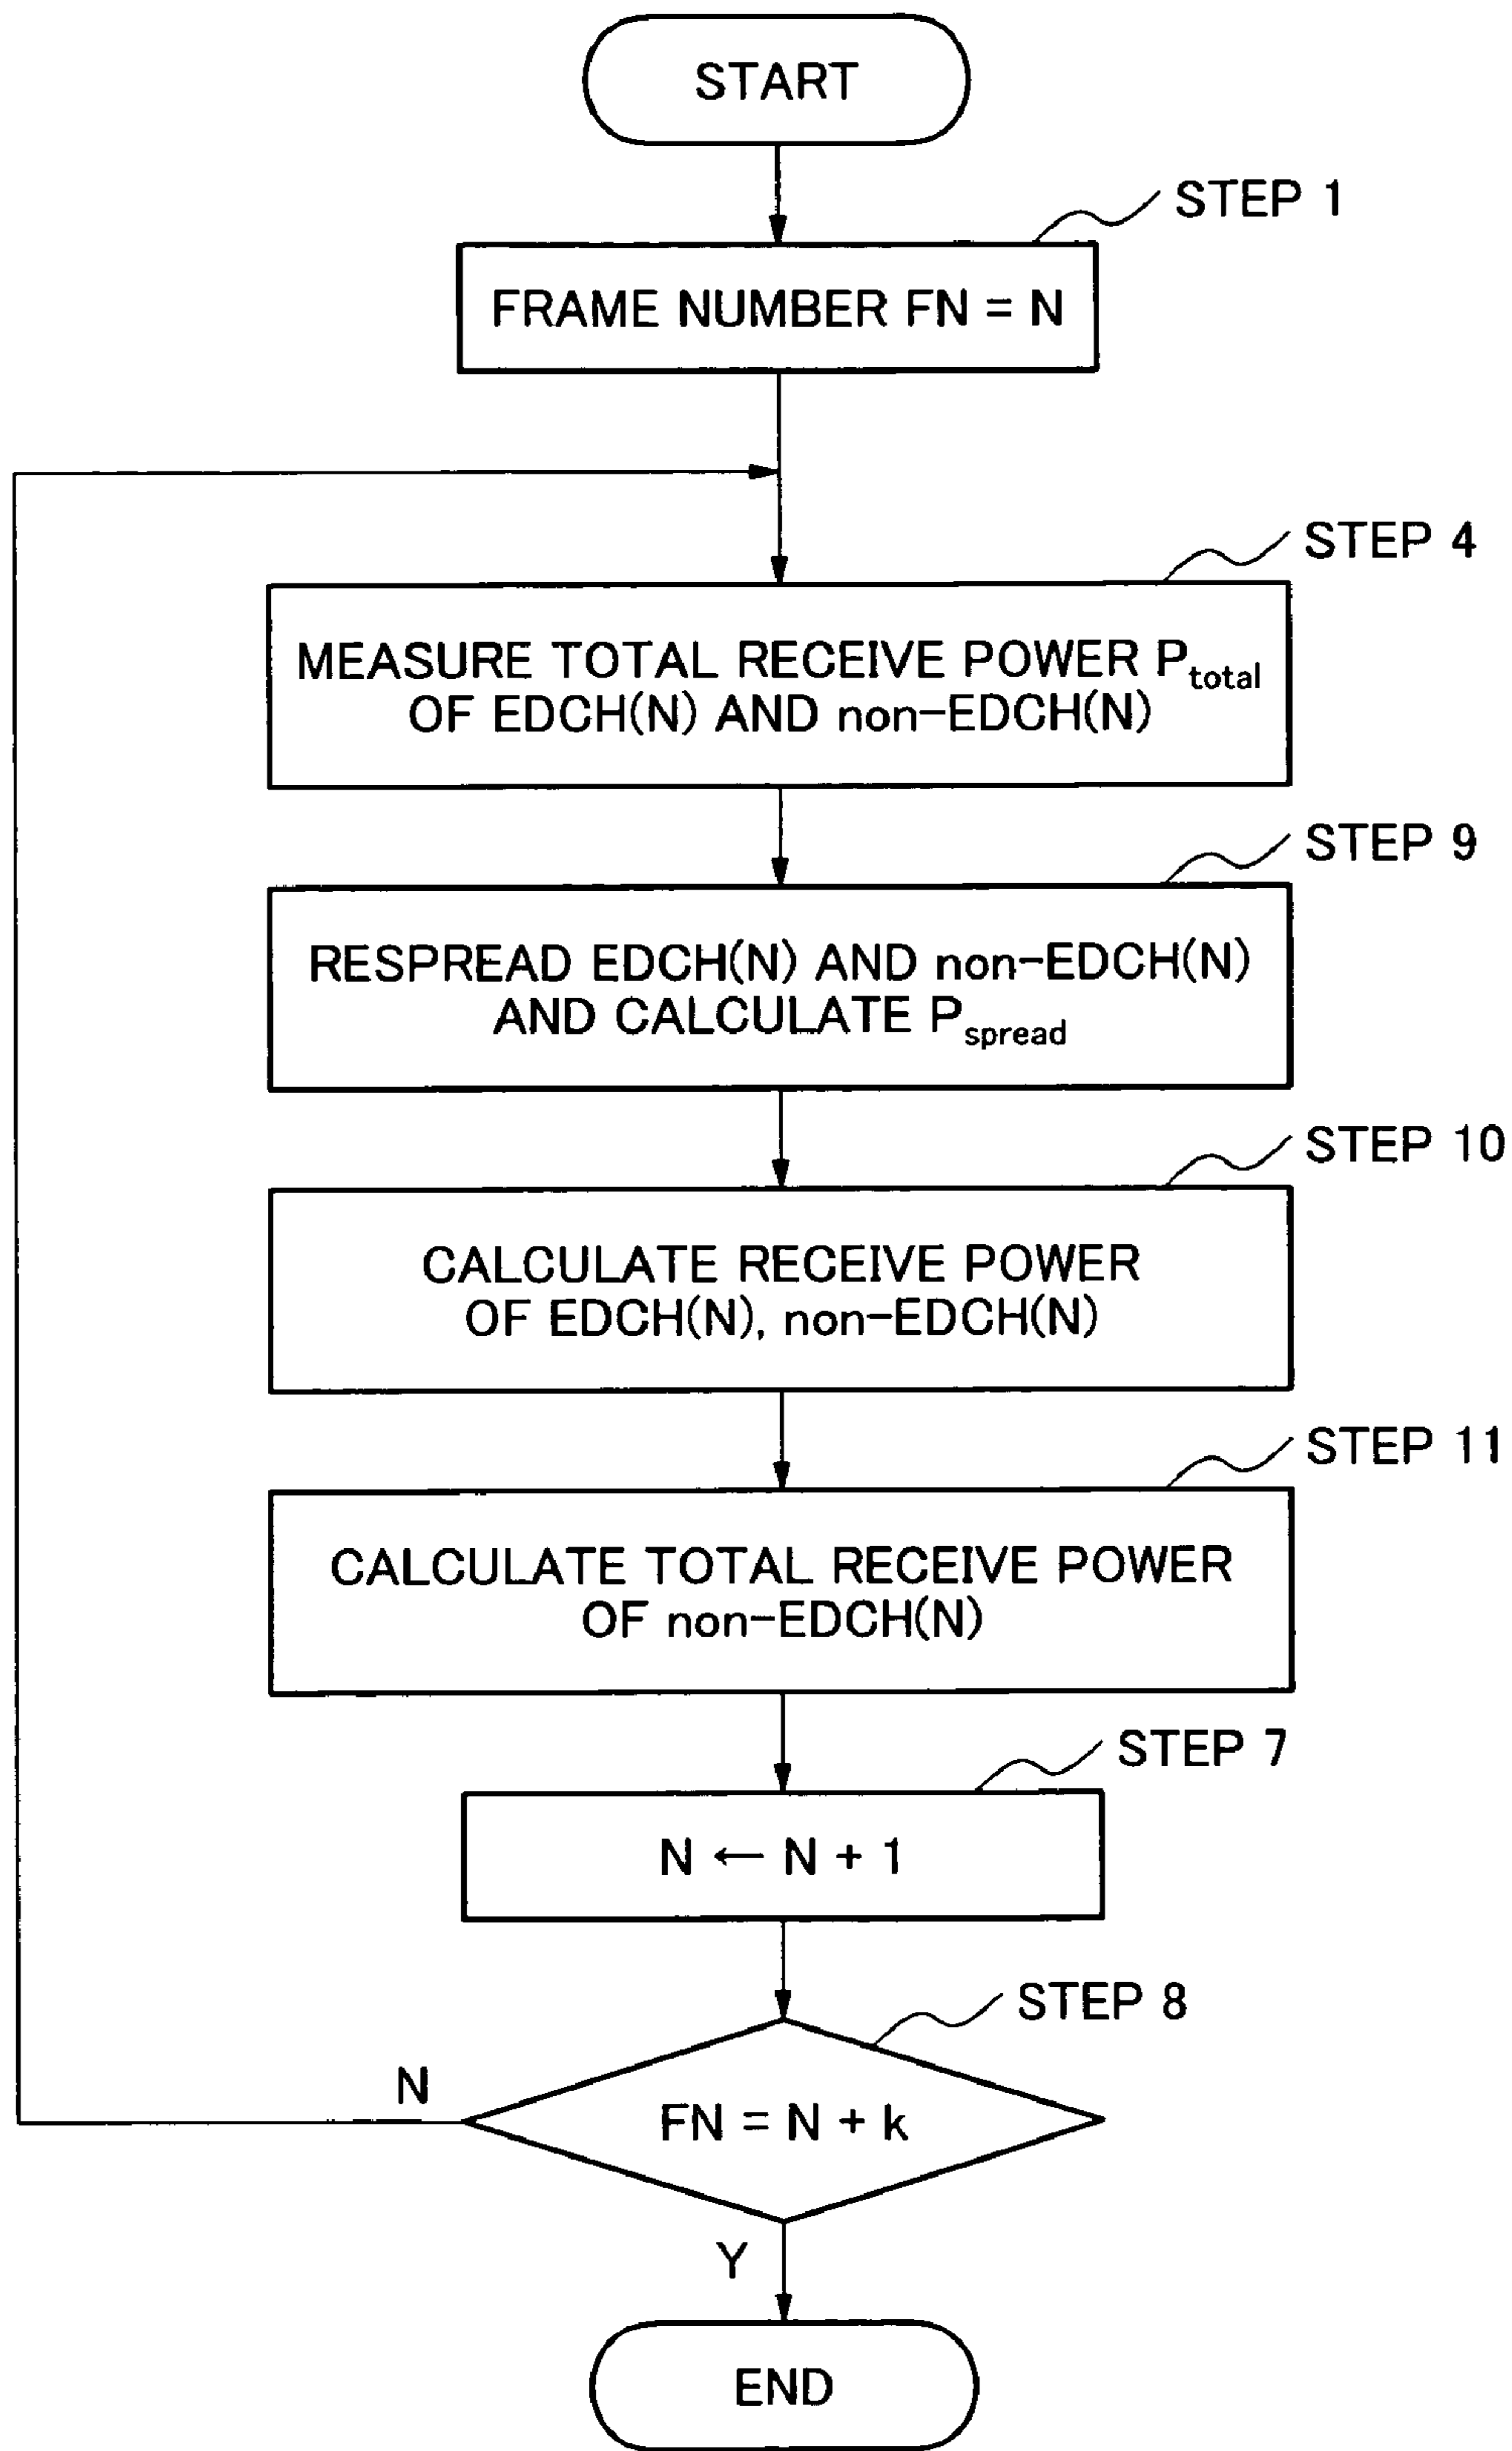 START
STEP 1
FRAME NUMBER FN = N
STEP 4
MEASURE TOTAL RECEIVE POWER Ptotal
OF EDCH(N) AND non-EDCH(N)
STEP 9
RESPREAD EDCH(N) AND non-EDCH(N)
AND CALCULATE Pspread
STEP 10
CALCULATE RECEIVE POWER
OF EDCH(N), non-EDCH(N)
STEP 11
CALCULATE TOTAL RECEIVE POWER
OF non-EDCH(N)
STEP 7
N ← N + 1
STEP 8
N
FN = N + k
Y
END